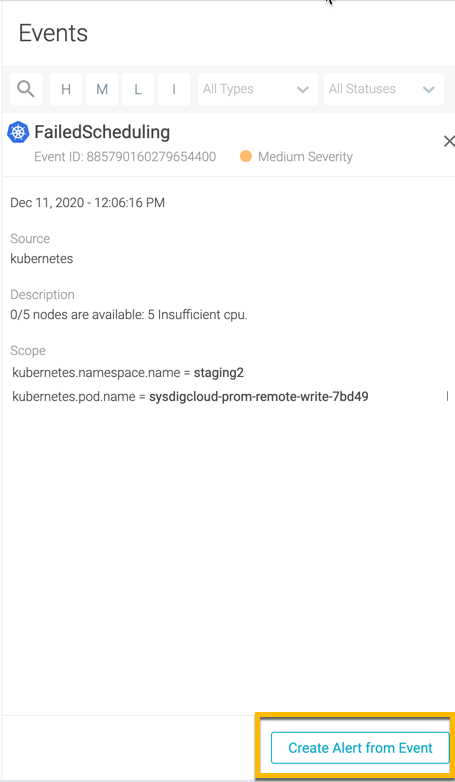 Events
H M L I All Types All Statuses
FailedScheduling
Event ID: 885790160279654400 Medium Severity
Dec 11, 2020 - 12:06:16 PM
Source
kubernetes
Description
0/5 nodes are available: 5 Insufficient cpu.
Scope
kubernetes.namespace.name = staging2
kubernetes.pod.name = sysdigcloud-prom-remote-write-7bd49
Create Alert from Event